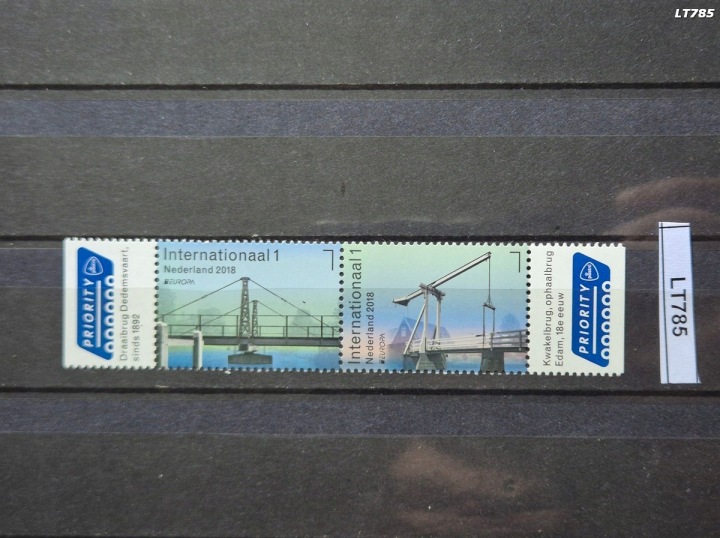 LT785
PRIORITY
Draaibrug Dedemsvaart,
sinds 1892
Internationaal 1
Nederland 2018
EUROPA
Internationaal 1
Nederland 2018
EUROPA
Kwakelbrug, ophaalbrug
Edam, 18e eeuw
PRIORITY
LT785